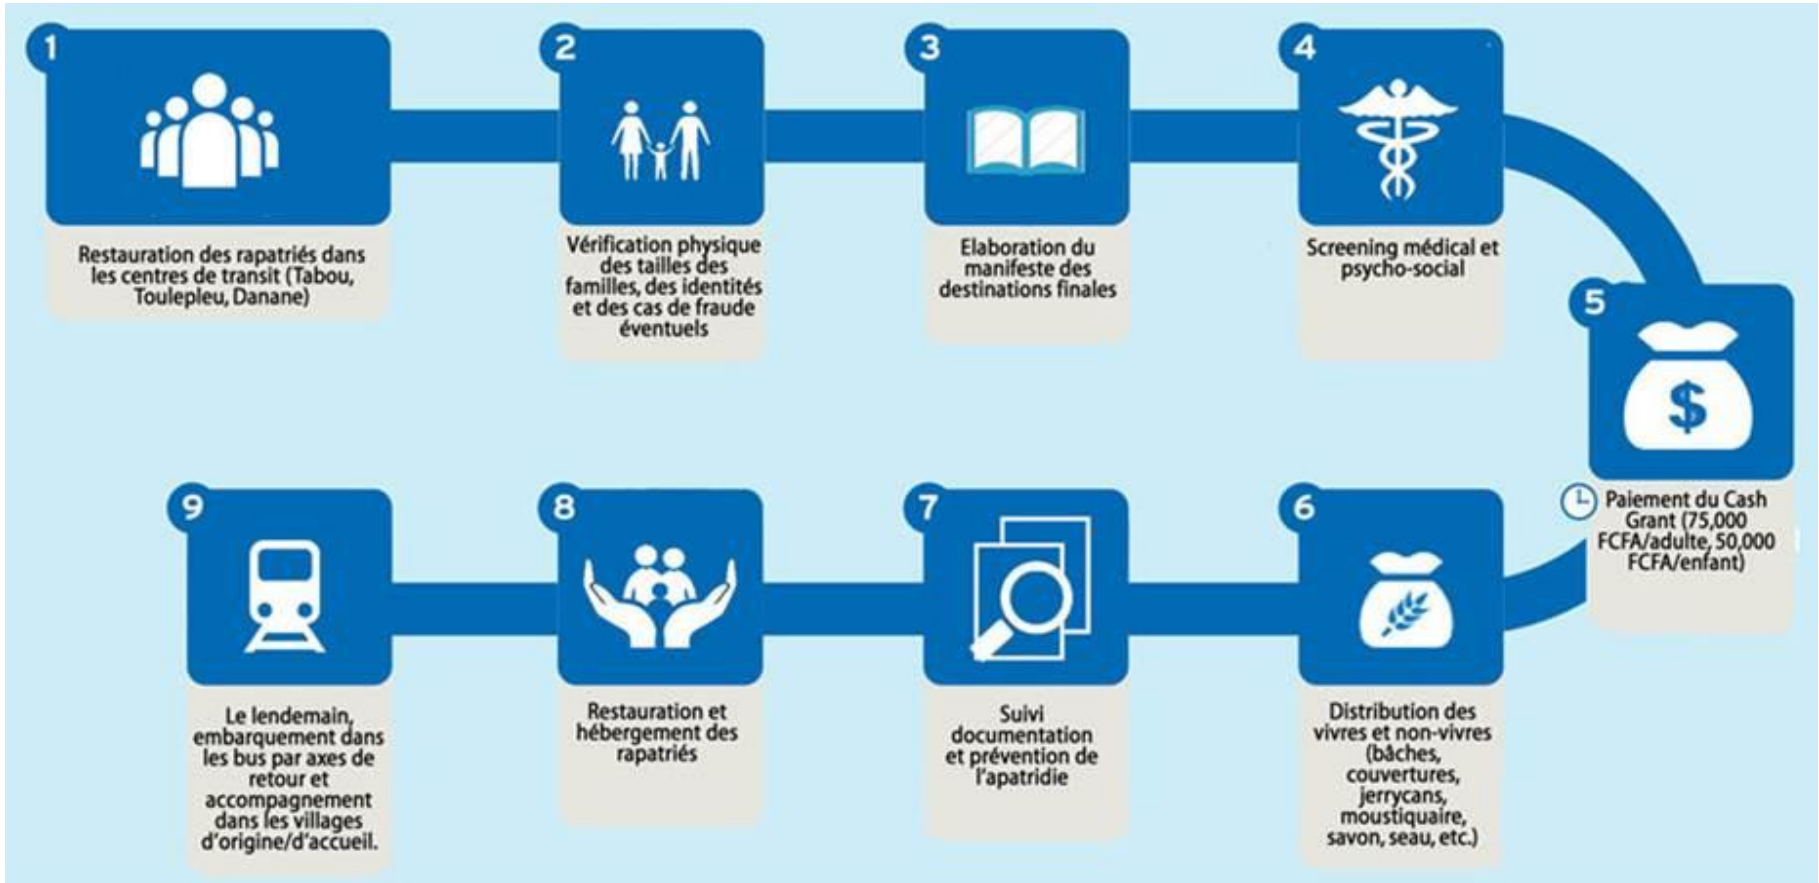 1
Restauration des rapatriés dans
les centres de transit (Tabou,
Toulepleu, Danane)
2
Vérification physique
des tailles des
familles, des identités
et des cas de fraude
éventuels
3
Elaboration du
manifeste des
destinations finales
4
Screening médical et
psycho-social
5
$
Paiement du Cash
Grant (75,000
FCFA/adulte, 50,000
FCFA/enfant)
6
Distribution des
vivres et non-vivres
(bâches,
couvertures,
jerrycans,
moustiquaire,
savon, seau, etc.)
7
Suivi
documentation
et prévention de
l'apatridie
8
Restauration et
hébergement des
rapatriés
9
Le lendemain,
embarquement dans
les bus par axes de
retour et
accompagnement
dans les villages
d'origine/d'accueil.